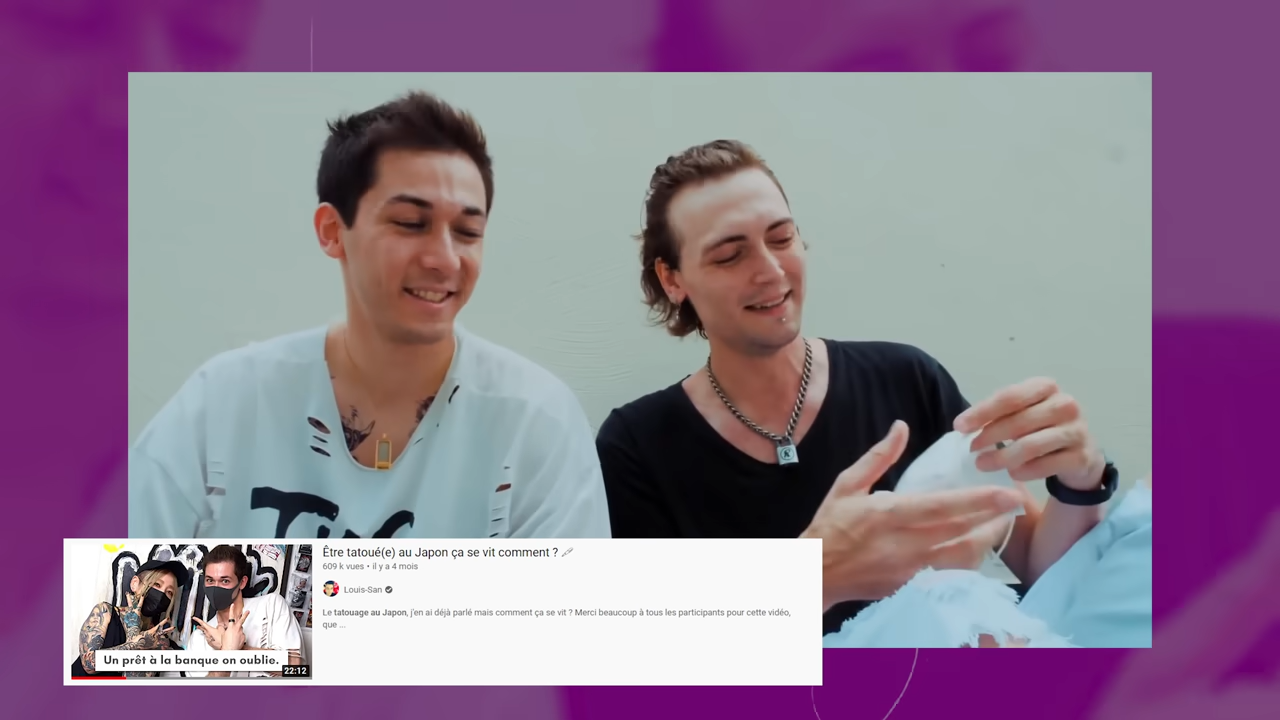 Être tatoué(e) au Japon ça se vit comment ?
609 k vues • il y a 4 mois
Louis-San
Le tatouage au Japon, j'en ai déjà parlé mais comment ça se vit ? Merci beaucoup à tous les participants pour cette vidéo,
que ...
Un prêt à la banque on oublie.
22:12